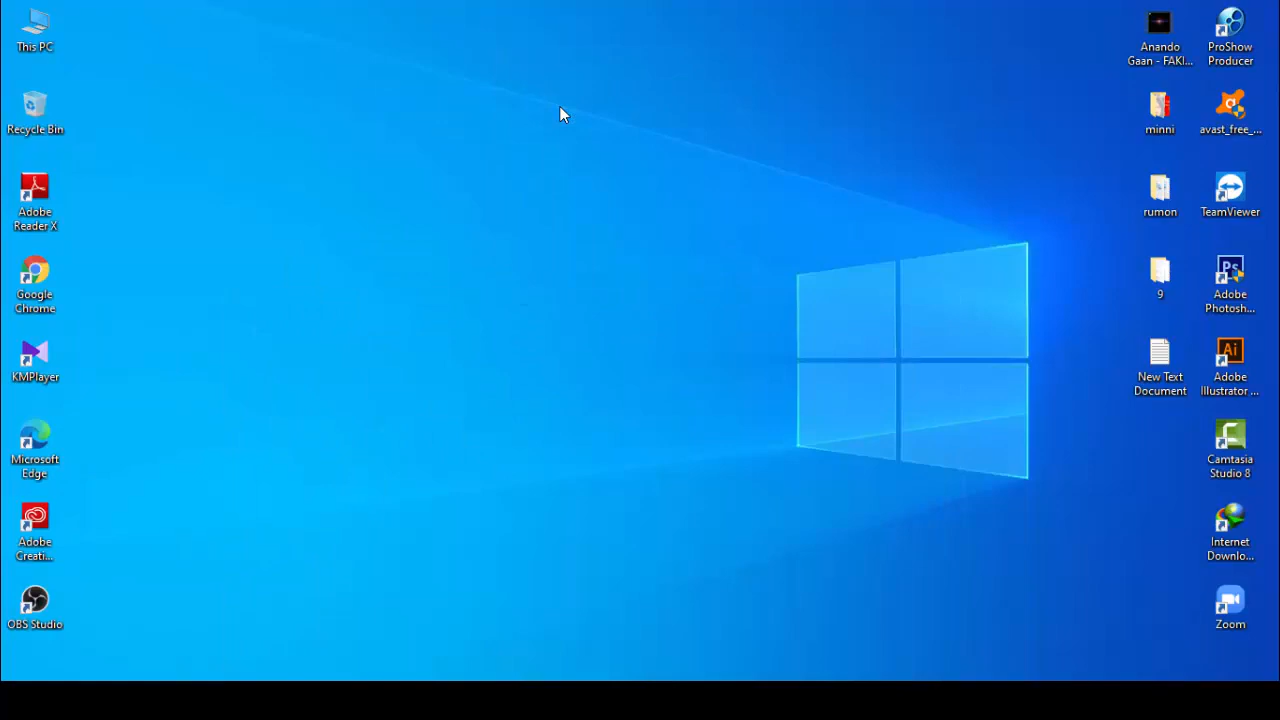 This PC
Recycle Bin
Adobe
Reader X
Google
Chrome
KMPlayer
Microsoft
Edge
Adobe
Creati...
OBS Studio
Anando
Gaan - FAKI...
minni
rumon
9
New Text
Document
ProShow
Producer
avast_free_...
TeamViewer
Ps
Adobe
Photosh...
Ai
Adobe
Illustrator ...
Camtasia
Studio 8
Internet
Downlo...
Zoom